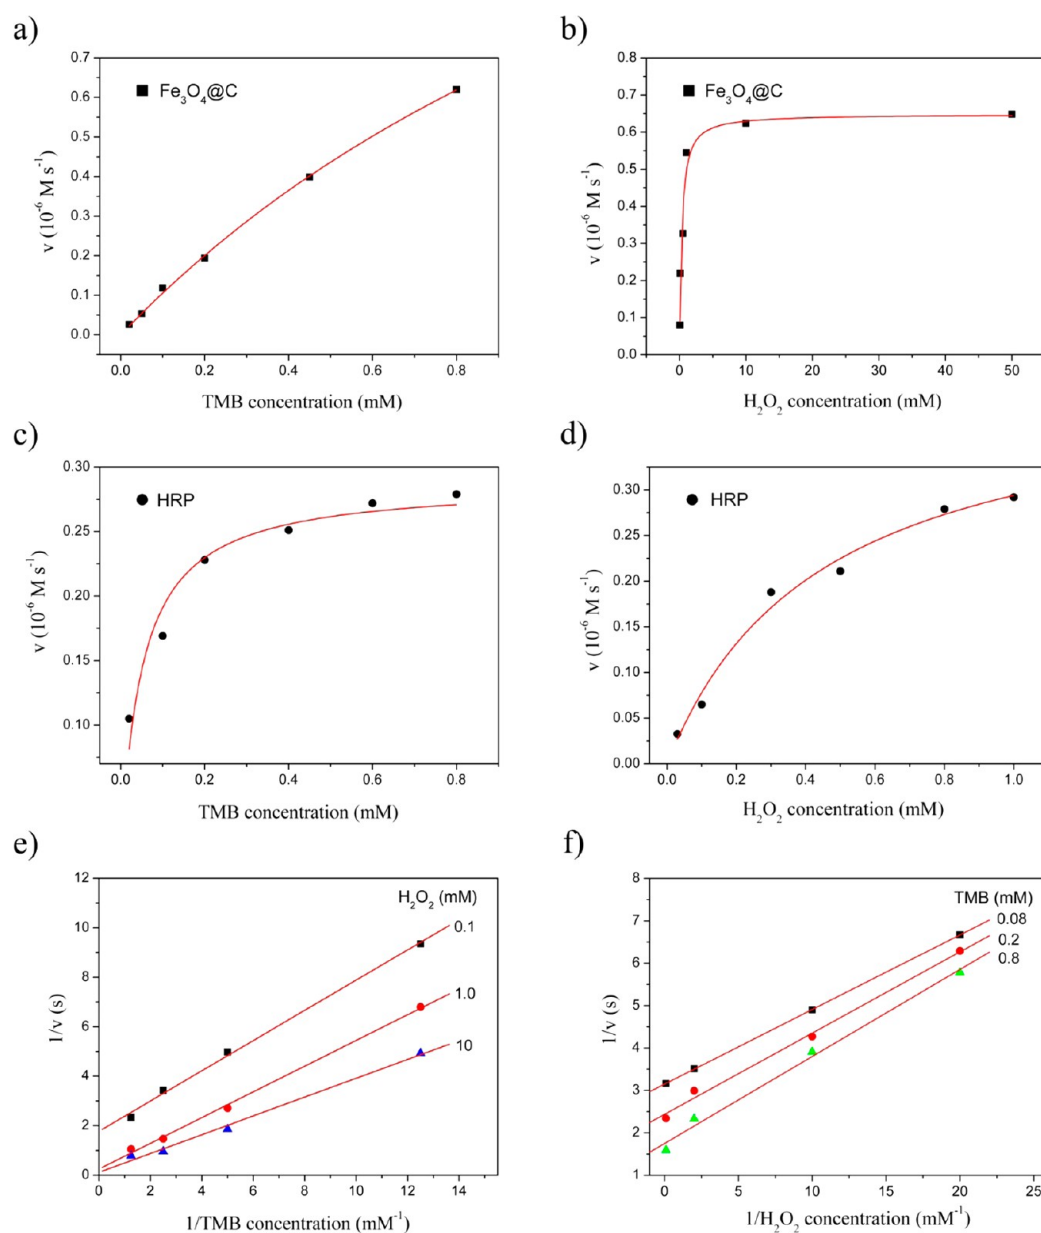 a)
0.7
0.6
0.5
0.4
0.3
0.2
0.1
0.0
v (10⁻⁶ M s⁻¹)
Fe₃O₄@C
0.0 0.2 0.4 0.6 0.8
TMB concentration (mM)
b)
0.8
0.7
0.6
0.5
0.4
0.3
0.2
0.1
0.0
v (10⁻⁶ M s⁻¹)
Fe₃O₄@C
0 10 20 30 40 50
H₂O₂ concentration (mM)
c)
0.30
0.25
0.20
0.15
0.10
v (10⁻⁶ M s⁻¹)
HRP
0.0 0.2 0.4 0.6 0.8
TMB concentration (mM)
d)
0.30
0.25
0.20
0.15
0.10
0.05
0.00
v (10⁻⁶ M s⁻¹)
HRP
0.0 0.2 0.4 0.6 0.8 1.0
H₂O₂ concentration (mM)
e)
12
10
8
6
4
2
0
1/v (s)
H₂O₂ (mM)
0.1
1.0
10
0 2 4 6 8 10 12 14
1/TMB concentration (mM⁻¹)
f)
8
7
6
5
4
3
2
1
1/v (s)
TMB (mM)
0.08
0.2
0.8
0 5 10 15 20 25
1/H₂O₂ concentration (mM⁻¹)